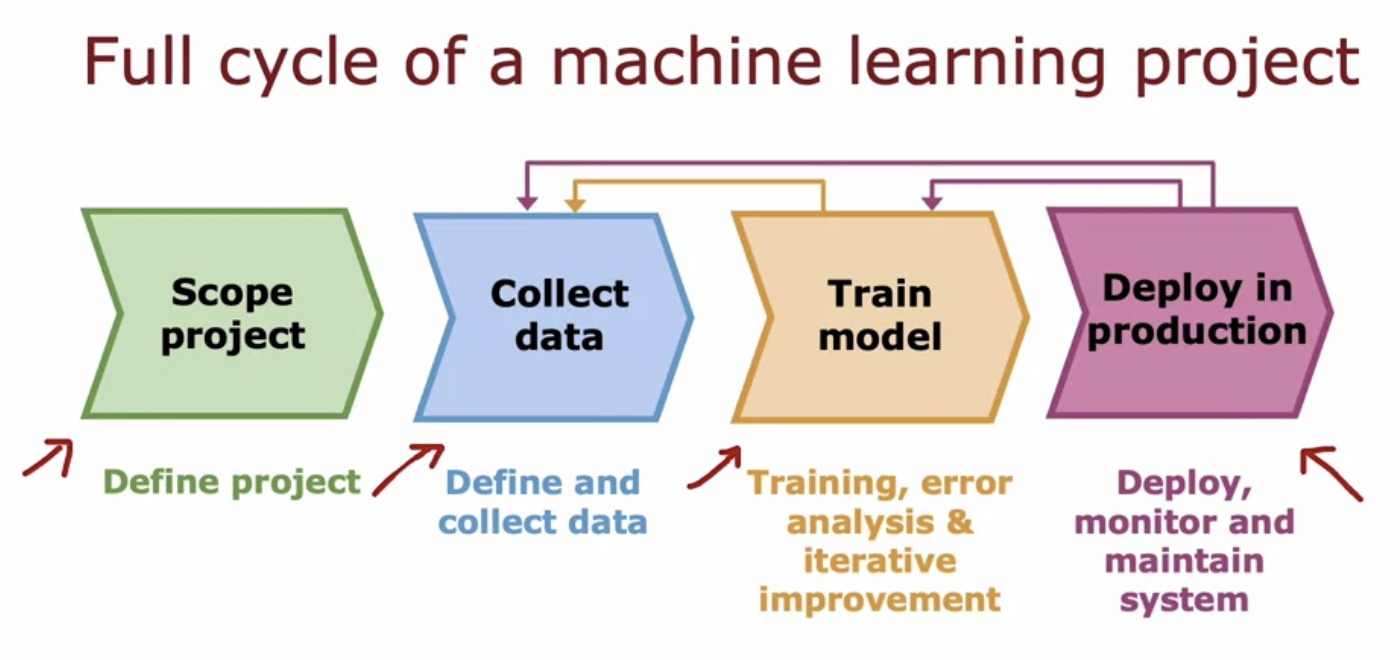 Full cycle of a machine learning project
Scope
project
Collect
data
Train
model
Deploy in
production
Define project
Define and
collect data
Training, error
analysis &
iterative
improvement
Deploy,
monitor and
maintain
system